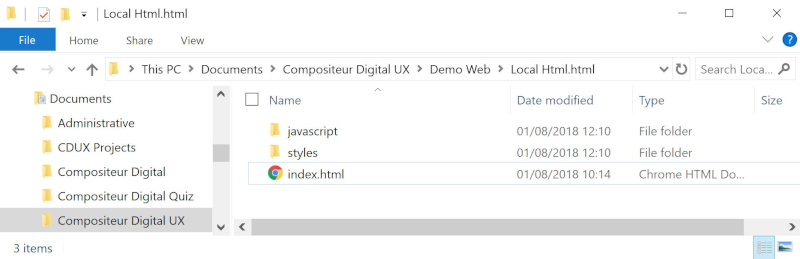 Local Html.html
File Home Share View
This PC Documents Compositeur Digital UX Demo Web Local Html.html Search Loca...
Documents
Administrative
CDUX Projects
Compositeur Digital
Compositeur Digital Quiz
Compositeur Digital UX
Name Date modified Type Size
javascript 01/08/2018 12:10 File folder
styles 01/08/2018 12:10 File folder
index.html 01/08/2018 10:14 Chrome HTML Do...
3 items